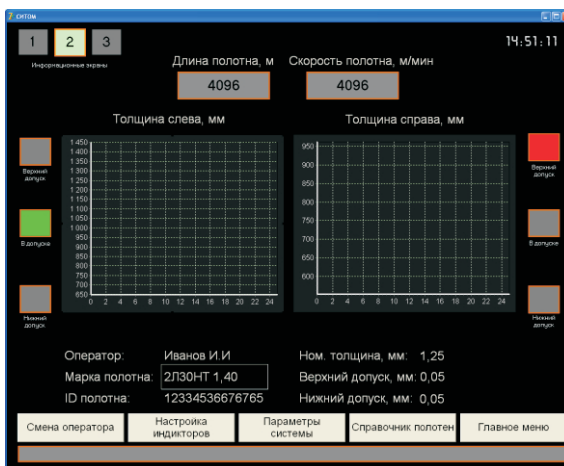 СИТОМ
1 2 3
14:51:11
Информационные экраны
Длина полотна, м Скорость полотна, м/мин
4096 4096
Толщина слева, мм Толщина справа, мм
1 450
1 400
1 350
1 300
1 250
1 200
1 150
1 100
1 050
1 000
950
900
850
800
750
700
650
0 2 4 6 8 10 12 14 16 18 20 22 24
950
900
850
800
750
700
650
600
0 2 4 6 8 10 12 14 16 18 20 22 24
Верхний допуск
В допуске
Нижний допуск
Верхний допуск
В допуске
Нижний допуск
Оператор: Иванов И.И Ном. толщина, мм: 1,25
Марка полотна: 2Л30НТ 1,40 Верхний допуск, мм: 0,05
ID полотна: 12334536676765 Нижний допуск, мм: 0,05
Смена оператора
Настройка
индикторов
Параметры
системы
Справочник полотен
Главное меню